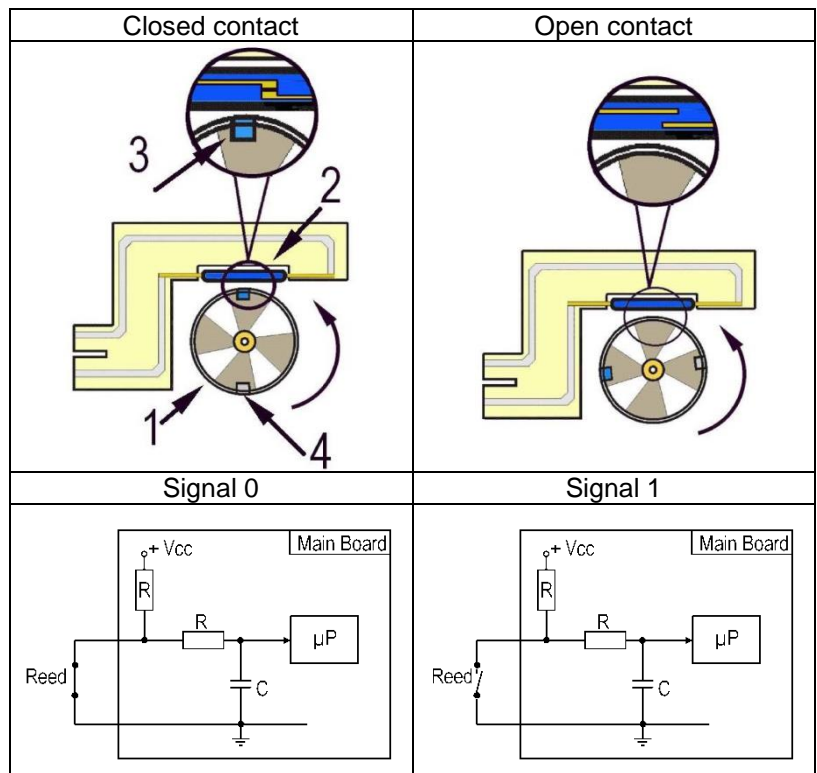 Closed contact
Open contact
3
2
1
4
Signal 0
Signal 1
+ Vcc
Main Board
R
R
µP
Reed
C
+ Vcc
Main Board
R
R
µP
Reed
C